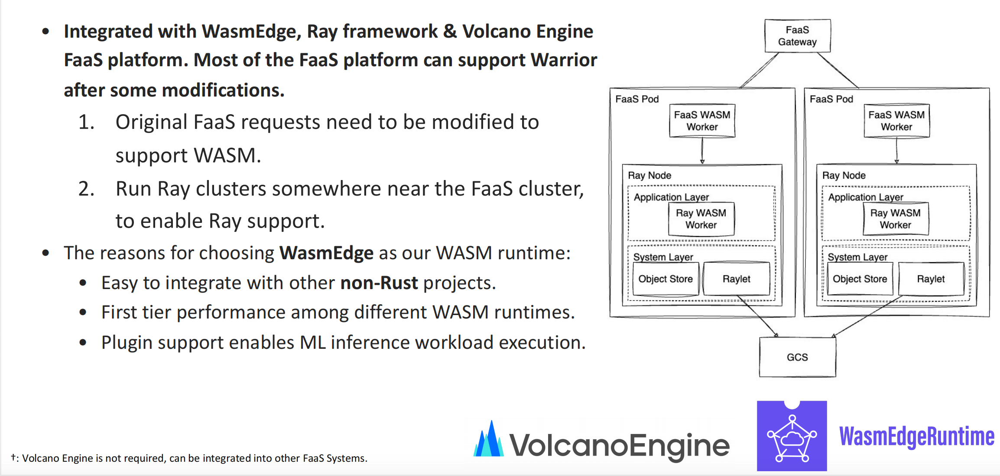 • Integrated with WasmEdge, Ray framework & Volcano Engine
FaaS platform. Most of the FaaS platform can support Warrior
after some modifications.
1. Original FaaS requests need to be modified to
support WASM.
2. Run Ray clusters somewhere near the FaaS cluster,
to enable Ray support.
• The reasons for choosing WasmEdge as our WASM runtime:
• Easy to integrate with other non-Rust projects.
• First tier performance among different WASM runtimes.
• Plugin support enables ML inference workload execution.
FaaS
Gateway
FaaS Pod
FaaS WASM
Worker
Ray Node
Application Layer
Ray WASM
Worker
System Layer
Object Store
Raylet
FaaS Pod
FaaS WASM
Worker
Ray Node
Application Layer
Ray WASM
Worker
System Layer
Object Store
Raylet
GCS
VolcanoEngine
WasmEdgeRuntime
†: Volcano Engine is not required, can be integrated into other FaaS Systems.